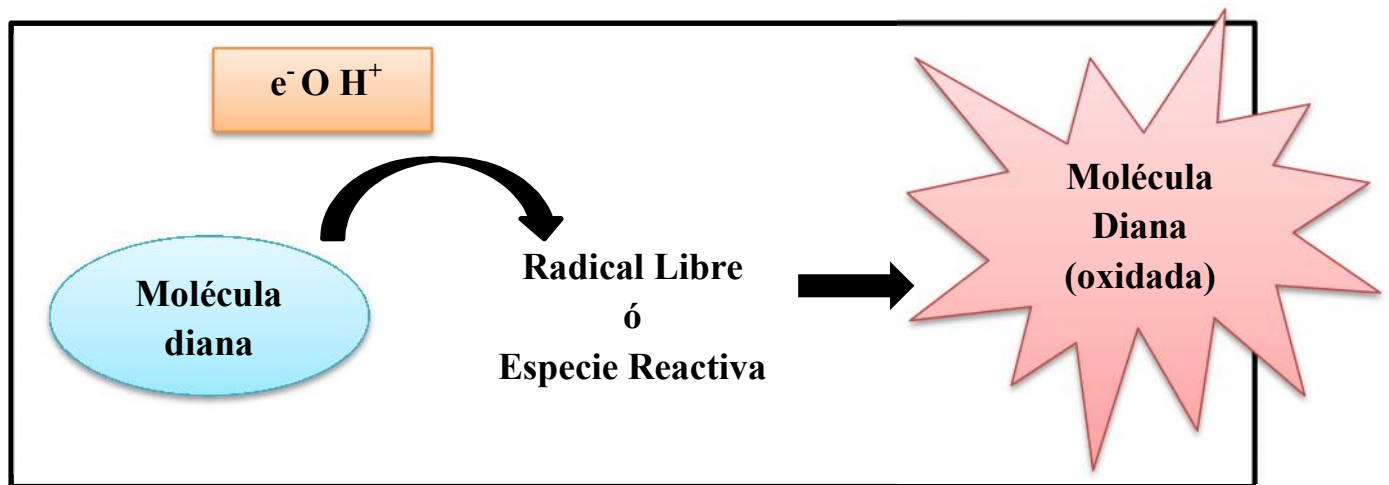 e⁻ O H⁺
Molécula
diana
Radical Libre
ó
Especie Reactiva
Molécula
Diana
(oxidada)